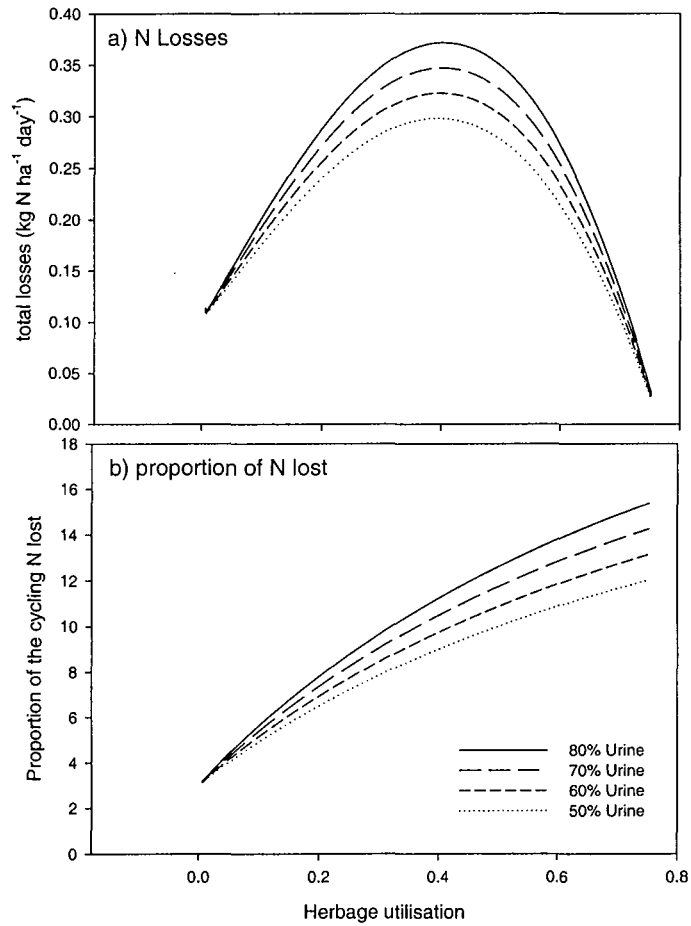 a) N Losses
total losses (kg N ha⁻¹ day⁻¹)
0.40
0.35
0.30
0.25
0.20
0.15
0.10
0.05
0.00
b) proportion of N lost
Proportion of the cycling N lost
18
16
14
12
10
8
6
4
2
0
80% Urine
70% Urine
60% Urine
50% Urine
0.0 0.2 0.4 0.6 0.8
Herbage utilisation